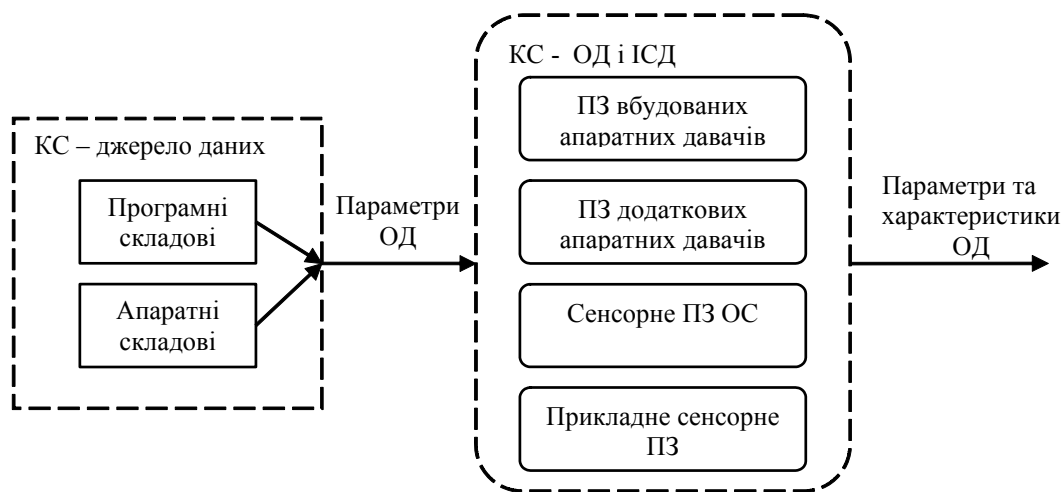 КС – джерело даних
Програмні
складові
Апаратні
складові
Параметри
ОД
КС - ОД і ІСД
ПЗ вбудованих
апаратних давачів
ПЗ додаткових
апаратних давачів
Сенсорне ПЗ ОС
Прикладне сенсорне
ПЗ
Параметри та
характеристики
ОД